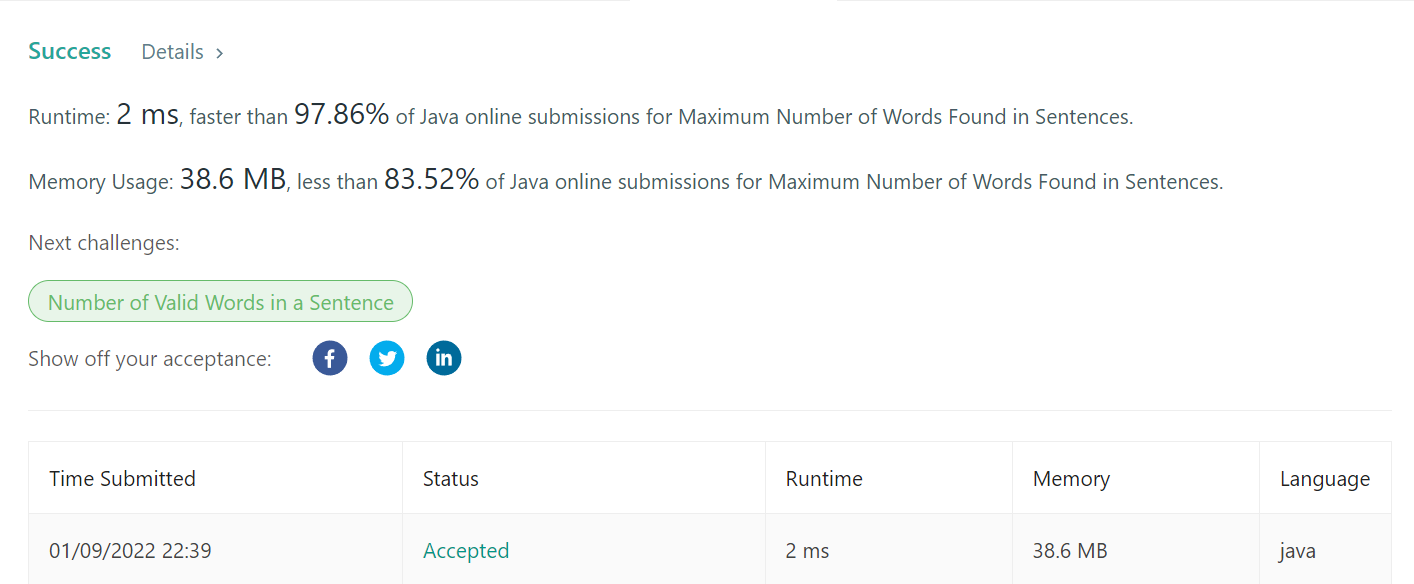 Success Details >
Runtime: 2 ms, faster than 97.86% of Java online submissions for Maximum Number of Words Found in Sentences.
Memory Usage: 38.6 MB, less than 83.52% of Java online submissions for Maximum Number of Words Found in Sentences.
Next challenges:
Number of Valid Words in a Sentence
Show off your acceptance: f in
Time Submitted Status Runtime Memory Language
01/09/2022 22:39 Accepted 2 ms 38.6 MB java